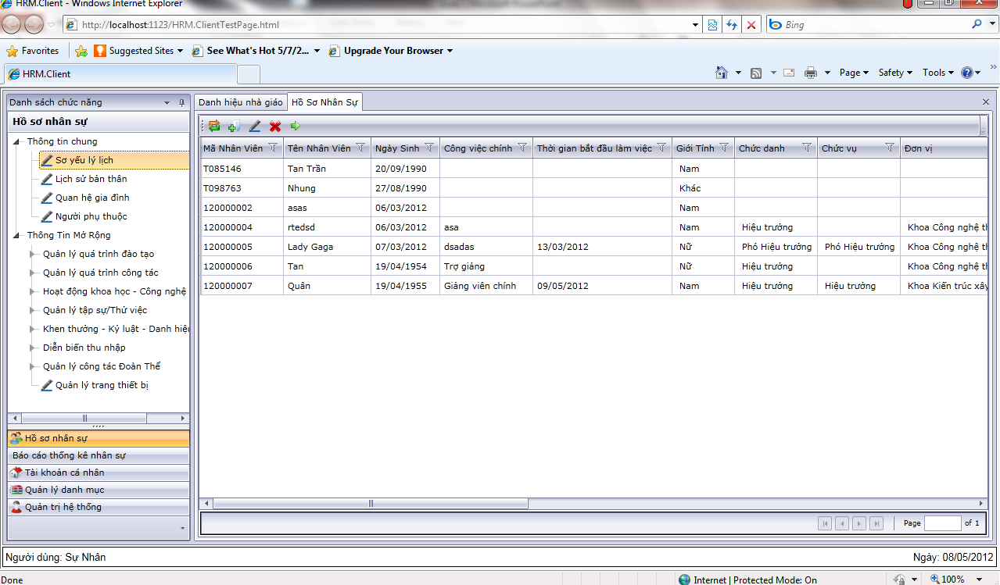 HRM.Client - Windows Internet Explorer
http://localhost:1123/HRM.ClientTestPage.html
Bing
Favorites Suggested Sites See What's Hot 5/7/2... Upgrade Your Browser
HRM.Client
Page Safety Tools
Danh sách chức năng
Hồ sơ nhân sự
Thông tin chung
Sơ yếu lý lịch
Lịch sử bản thân
Quan hệ gia đình
Người phụ thuộc
Thông Tin Mở Rộng
Quản lý quá trình đào tạo
Quản lý quá trình công tác
Hoạt động khoa học - Công nghệ
Quản lý tập sự/Thử việc
Khen thưởng - Kỷ luật - Danh hiệu
Diễn biến thu nhập
Quản lý công tác Đoàn Thể
Quản lý trang thiết bị
Hồ sơ nhân sự
Báo cáo thống kê nhân sự
Tài khoản cá nhân
Quản lý danh mục
Quản trị hệ thống
Danh hiệu nhà giáo Hồ Sơ Nhân Sự
Mã Nhân Viên Tên Nhân Viên Ngày Sinh Công việc chính Thời gian bắt đầu làm việc Giới Tính Chức danh Chức vụ Đơn vị
T085146 Tan Trần 20/09/1990 Nam
T098763 Nhung 27/08/1990 Khác
120000002 asas 06/03/2012 Nam
120000004 rtedsd 06/03/2012 asa Nam Hiệu trưởng Khoa Công nghệ
120000005 Lady Gaga 07/03/2012 dsadas 13/03/2012 Nữ Phó Hiệu trưởng Phó Hiệu trưởng Khoa Công nghệ
120000006 Tan 19/04/1954 Trợ giảng Nữ Hiệu trưởng Khoa Công nghệ
120000007 Quân 19/04/1955 Giảng viên chính 09/05/2012 Nam Hiệu trưởng Hiệu trưởng Khoa Kiến trúc xây
Page of 1
Người dùng: Sự Nhân Ngày: 08/05/2012
Done Internet | Protected Mode: On 100%